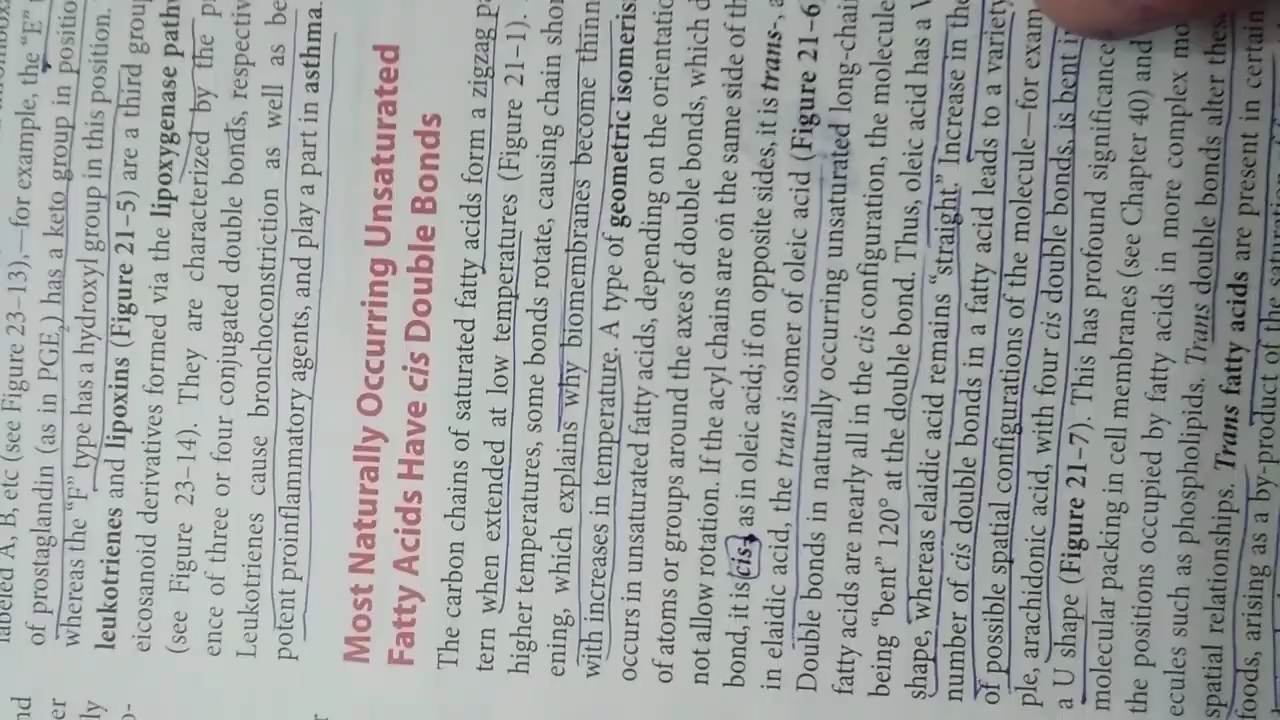 labeled A, B, etc (see Figure 23–13),—for example, the "E"
of prostaglandin (as in PGE₂) has a keto group in positio
whereas the "F" type has a hydroxyl group in this position.
leukotrienes and lipoxins (Figure 21–5) are a third group
eicosanoid derivatives formed via the lipoxygenase path
(see Figure 23–14). They are characterized by the p
ence of three or four conjugated double bonds, respectiv
Leukotrienes cause bronchoconstriction as well as be
potent proinflammatory agents, and play a part in asthma.
Most Naturally Occurring Unsaturated
Fatty Acids Have cis Double Bonds
The carbon chains of saturated fatty acids form a zigzag p
tern when extended at low temperatures (Figure 21–1).
higher temperatures, some bonds rotate, causing chain shor
ening, which explains why biomembranes become thinn
with increases in temperature. A type of geometric isomeris
occurs in unsaturated fatty acids, depending on the orientatio
of atoms or groups around the axes of double bonds, which d
not allow rotation. If the acyl chains are on the same side of th
bond, it is cis-, as in oleic acid; if on opposite sides, it is trans-, a
in elaidic acid, the trans isomer of oleic acid (Figure 21–6
Double bonds in naturally occurring unsaturated long-chai
fatty acids are nearly all in the cis configuration, the molecule
being "bent" 120° at the double bond. Thus, oleic acid has a V
shape, whereas elaidic acid remains "straight." Increase in the
number of cis double bonds in a fatty acid leads to a variety
of possible spatial configurations of the molecule—for exam
ple, arachidonic acid, with four cis double bonds, is bent i
a U shape (Figure 21–7). This has profound significance
molecular packing in cell membranes (see Chapter 40) and
the positions occupied by fatty acids in more complex mo
ecules such as phospholipids. Trans double bonds alter these
spatial relationships. Trans fatty acids are present in certain
foods, arising as a by-product of the